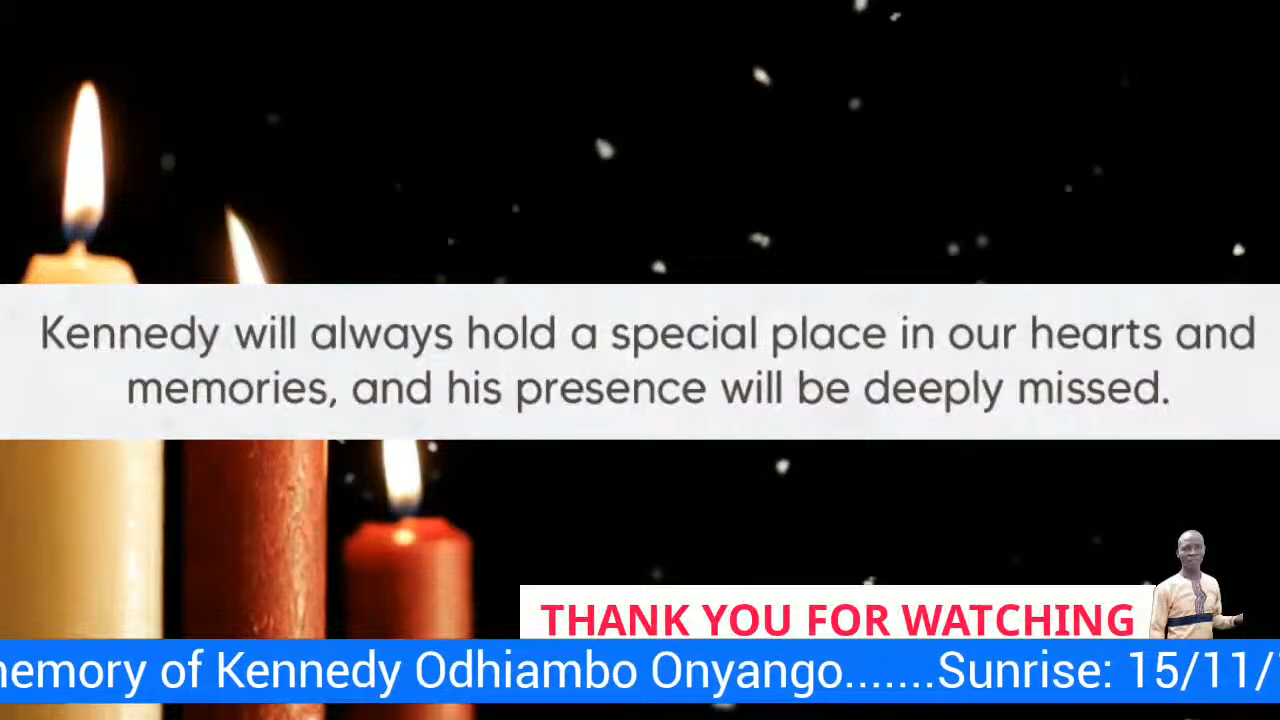 Kennedy will always hold a special place in our hearts and
memories, and his presence will be deeply missed.
THANK YOU FOR WATCHING
of Kennedy Odhiambo Onyango.......Sunrise: 15/11/